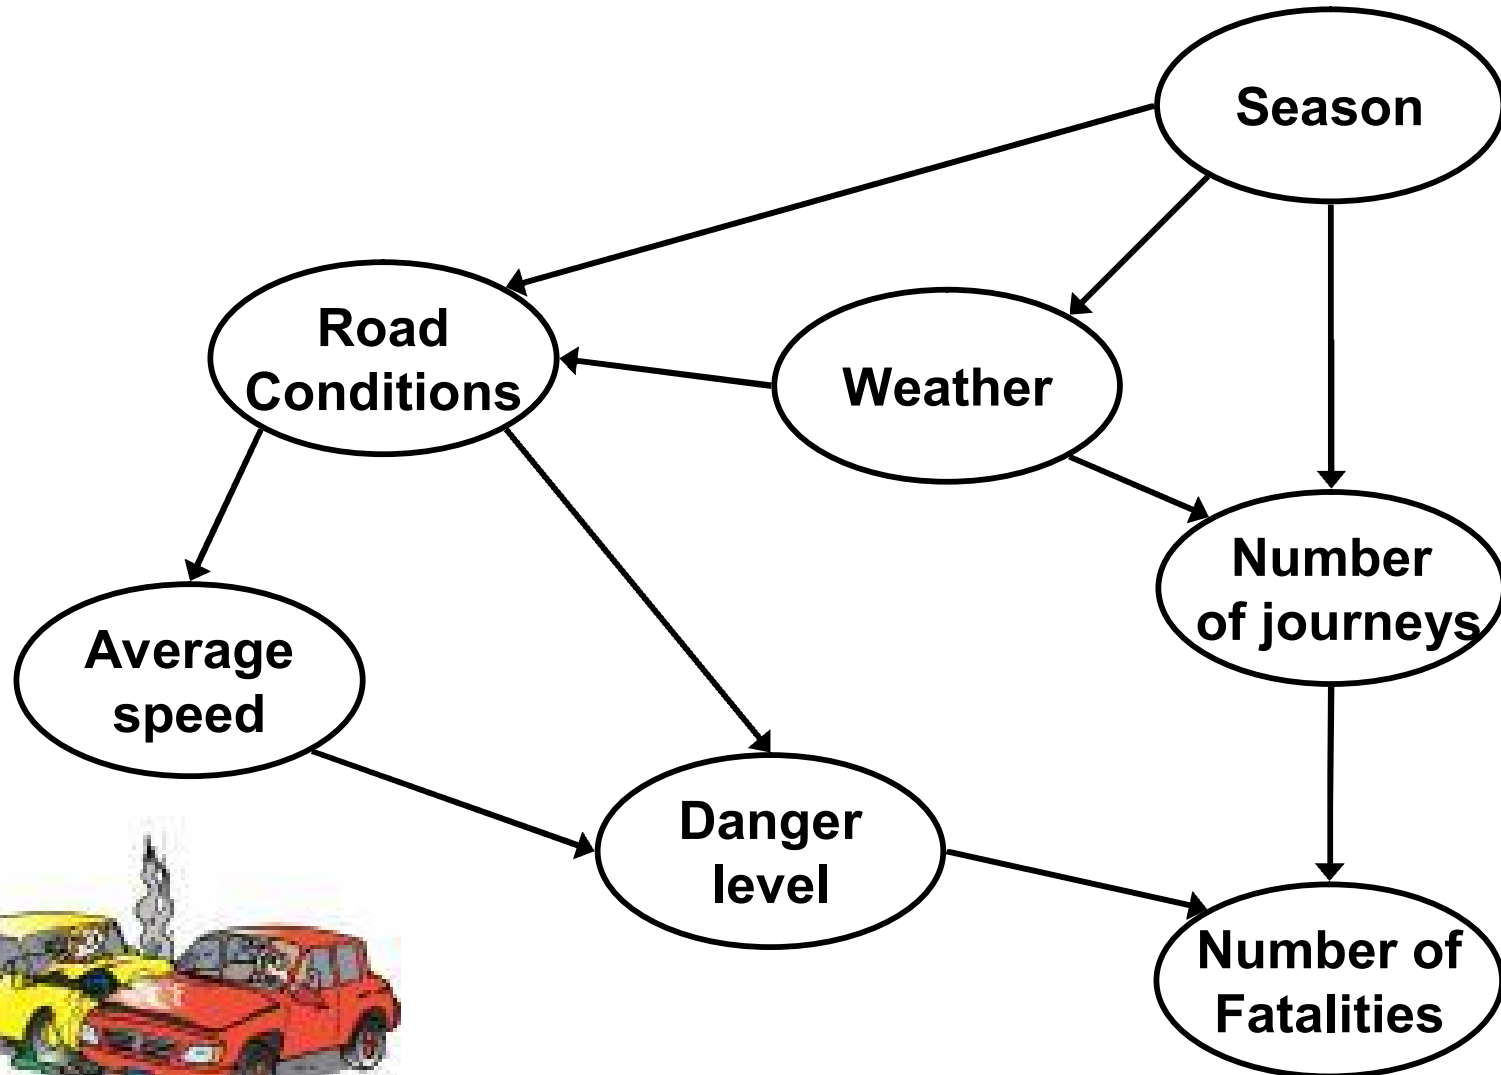 Season
Road
Conditions
Weather
Number
of journeys
Average
speed
Danger
level
Number of
Fatalities